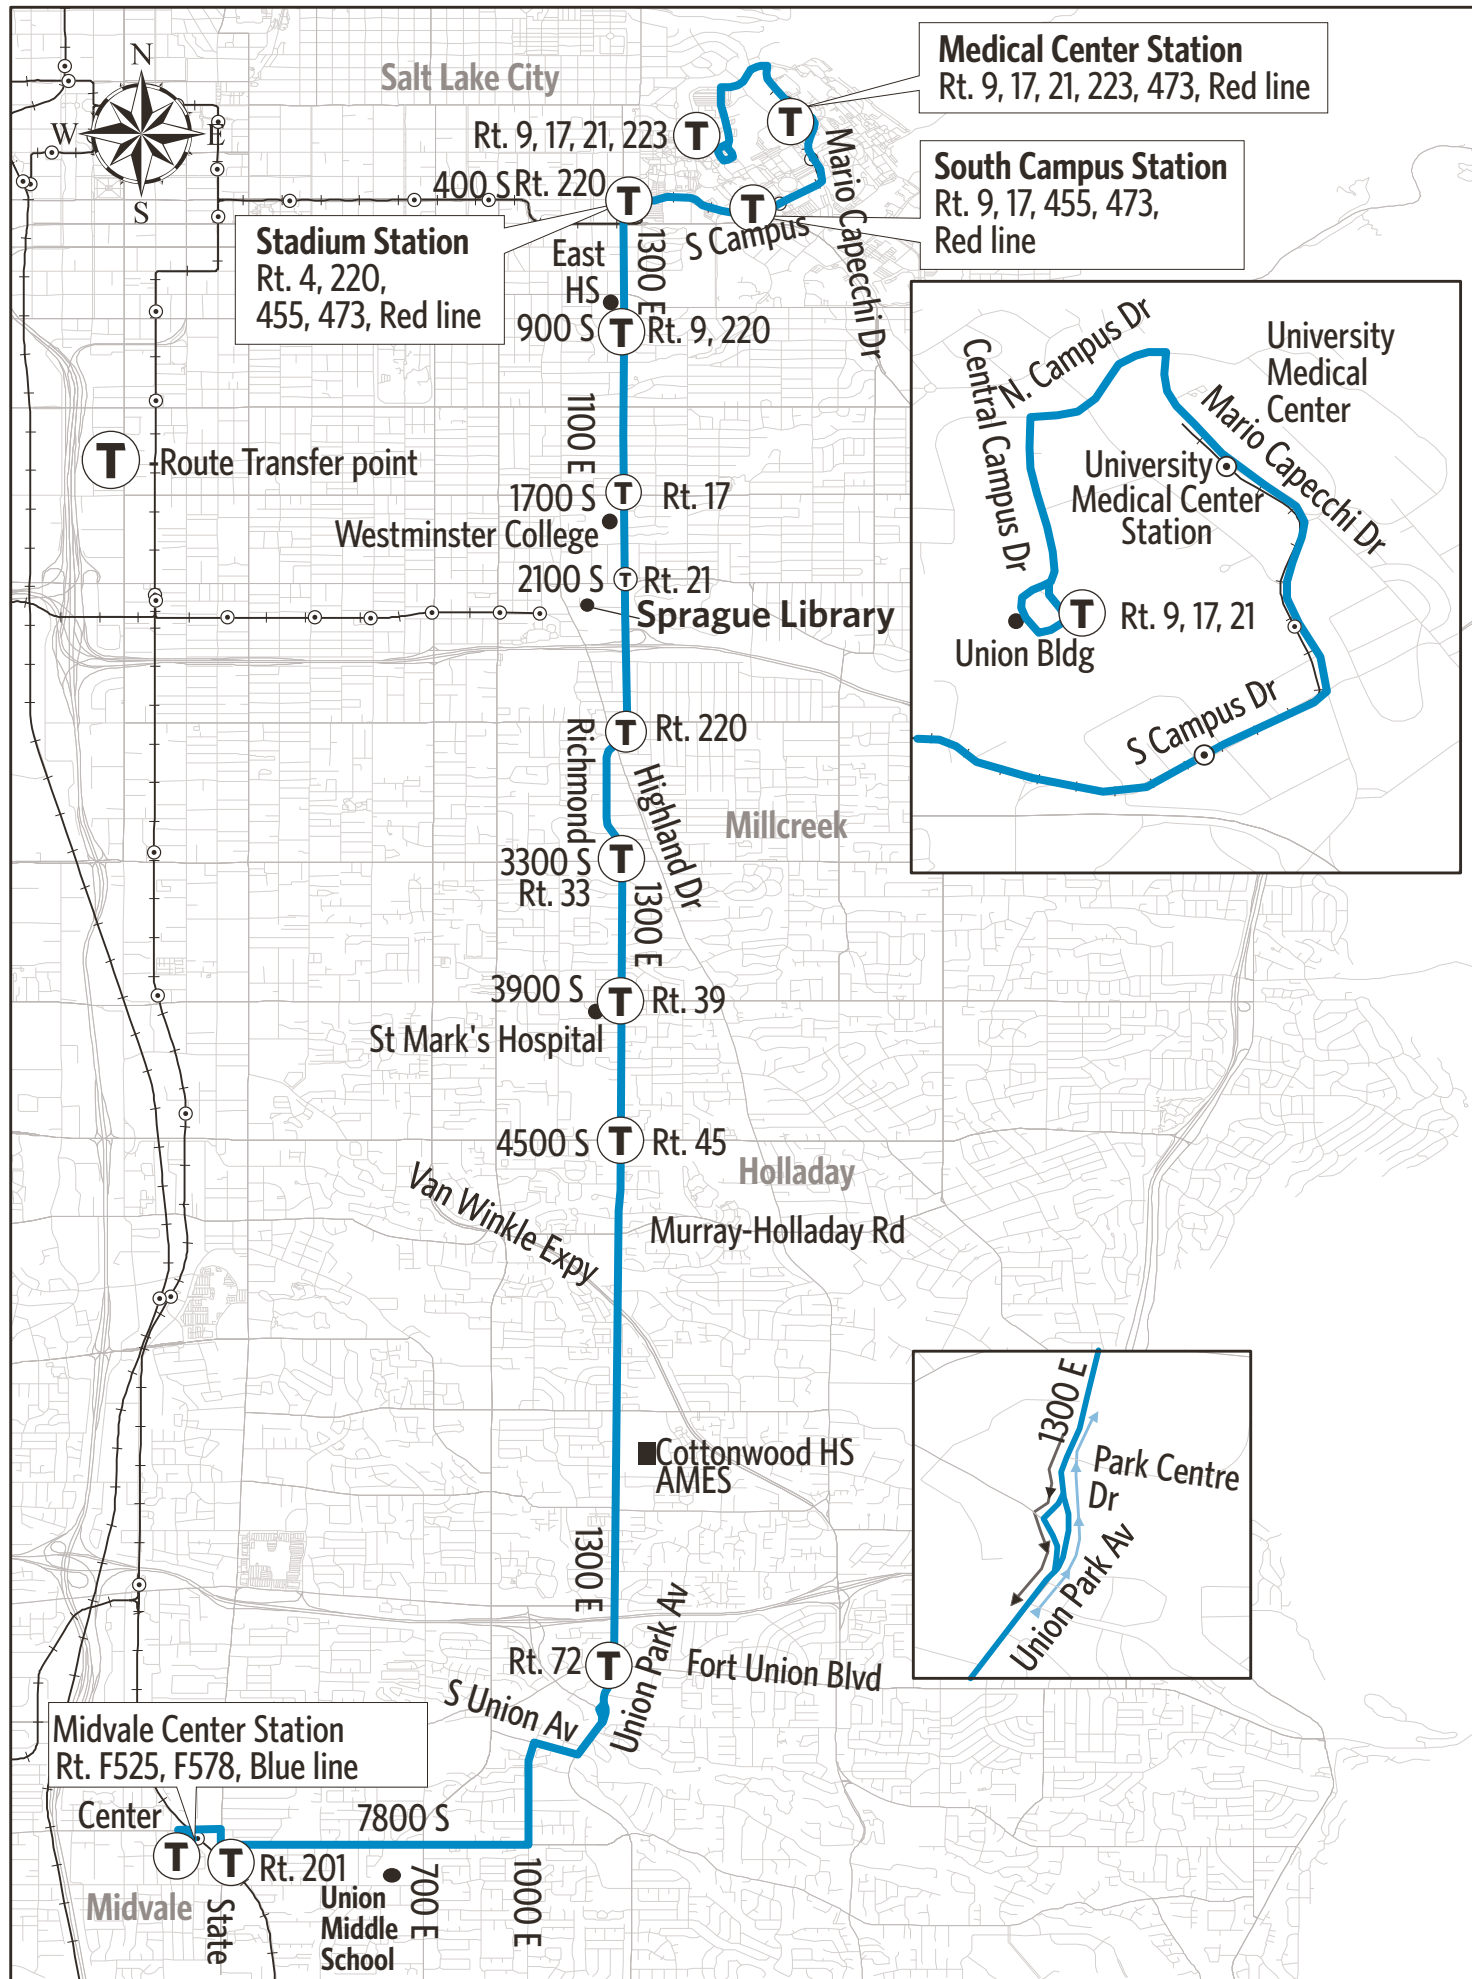 N
W
E
S
Salt Lake City
Medical Center Station
Rt. 9, 17, 21, 223, 473, Red line
Rt. 9, 17, 21, 223
T
T
Mario Capecchi Dr
South Campus Station
Rt. 9, 17, 455, 473,
Red line
400 S
Rt. 220
T
T
S Campus
Stadium Station
Rt. 4, 220,
455, 473, Red line
East
HS
1300 E
900 S
T
Rt. 9, 220
1100 E
T
-Route Transfer point
1700 S
T
Rt. 17
Westminster College
2100 S
T
Rt. 21
Sprague Library
Richmond
T
Rt. 220
Highland Dr
Millcreek
3300 S
Rt. 33
T
1300 E
3900 S
T
Rt. 39
St Mark's Hospital
4500 S
T
Rt. 45
Holladay
Van Winkle Expy
Murray-Holladay Rd
Cottonwood HS
AMES
1300 E
Rt. 72
T
Union Park Av
Fort Union Blvd
S Union Av
Midvale Center Station
Rt. F525, F578, Blue line
Center
7800 S
T
T
Rt. 201
Midvale
State
Union
Middle
School
700 E
1000 E
N. Campus Dr
Central Campus Dr
University
Medical
Center
Mario Capecchi Dr
University
Medical Center
Station
T
Rt. 9, 17, 21
Union Bldg
S Campus Dr
1300 E
Park Centre
Dr
Union Park Av